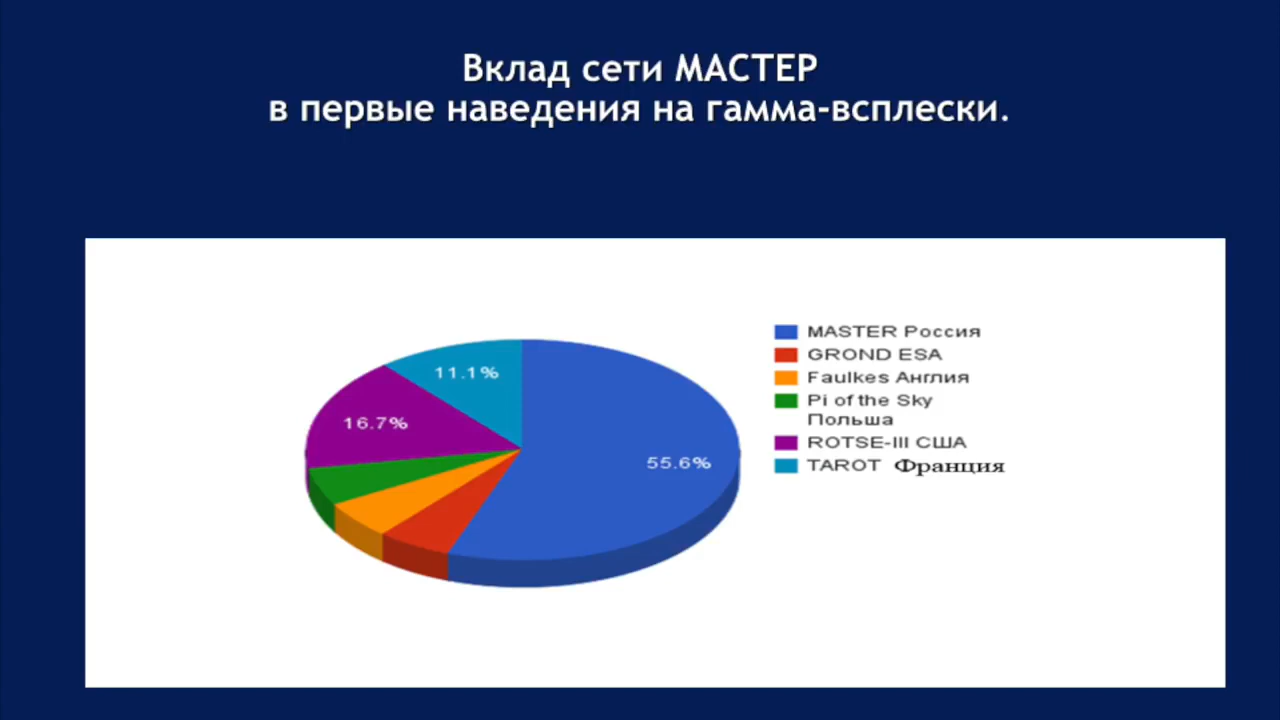 Вклад сети МАСТЕР
в первые наведения на гамма-всплески.
11.1%
16.7%
55.6%
MASTER Россия
GROND ESA
Faulkes Англия
Pi of the Sky
Польша
ROTSE-III США
TAROT Франция